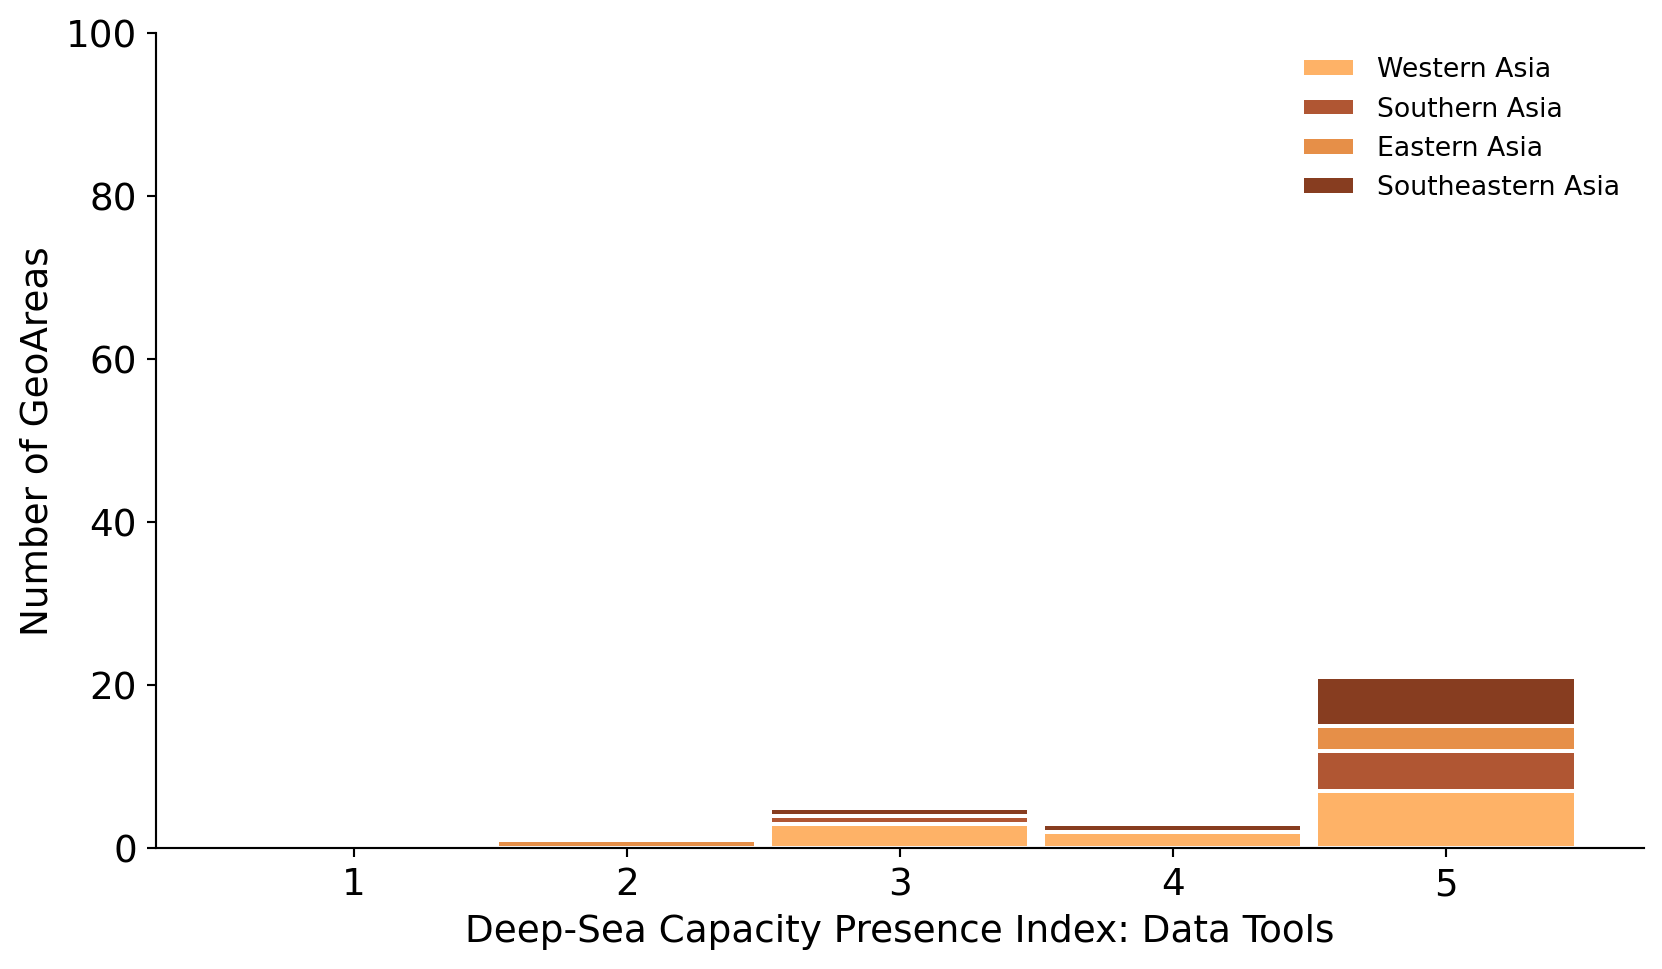 100
80
60
40
20
0
Number of GeoAreas
Western Asia
Southern Asia
Eastern Asia
Southeastern Asia
1 2 3 4 5
Deep-Sea Capacity Presence Index: Data Tools